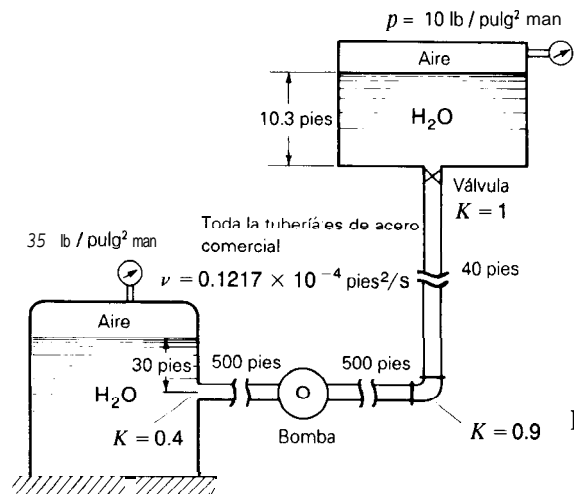 p = 10 lb / pulg² man
Aire
10.3 pies
H₂O
Válvula
K = 1
Toda la tubería es de acero
comercial
35 lb / pulg² man
ν = 0.1217 × 10⁻⁴ pies²/s
40 pies
Aire
30 pies
500 pies
500 pies
H₂O
K = 0.4
Bomba
K = 0.9